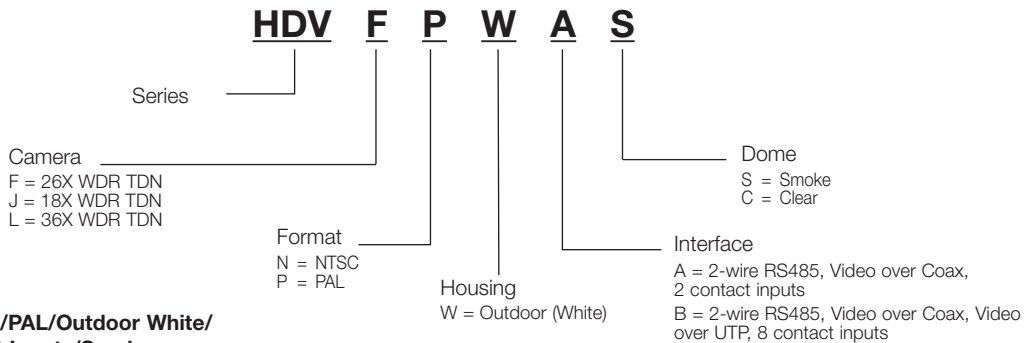 HDV F P W A S
Series
Camera
F = 26X WDR TDN
J = 18X WDR TDN
L = 36X WDR TDN
Format
N = NTSC
P = PAL
Housing
W = Outdoor (White)
Dome
S = Smoke
C = Clear
Interface
A = 2-wire RS485, Video over Coax,
2 contact inputs
B = 2-wire RS485, Video over Coax, Video
over UTP, 8 contact inputs
/PAL/Outdoor White/